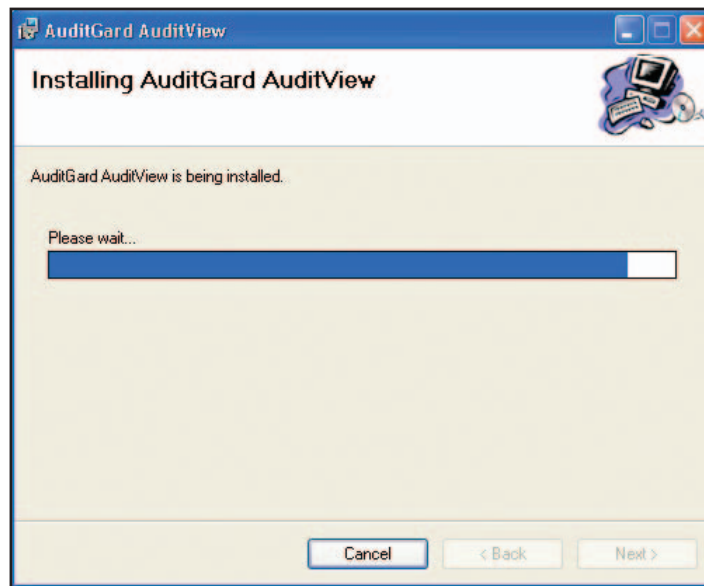 AuditGard AuditView
Installing AuditGard AuditView
AuditGard AuditView is being installed.
Please wait...
Cancel
< Back
Next >